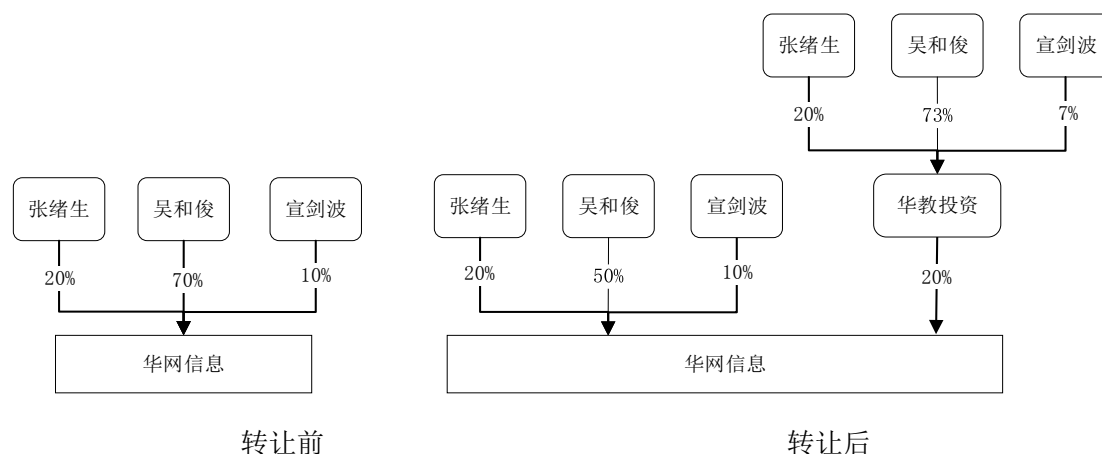 张绪生 吴和俊 宣剑波
20% 73% 7%
张绪生 吴和俊 宣剑波 张绪生 吴和俊 宣剑波 华教投资
20% 70% 10% 20% 50% 10% 20%
华网信息 华网信息
转让前 转让后